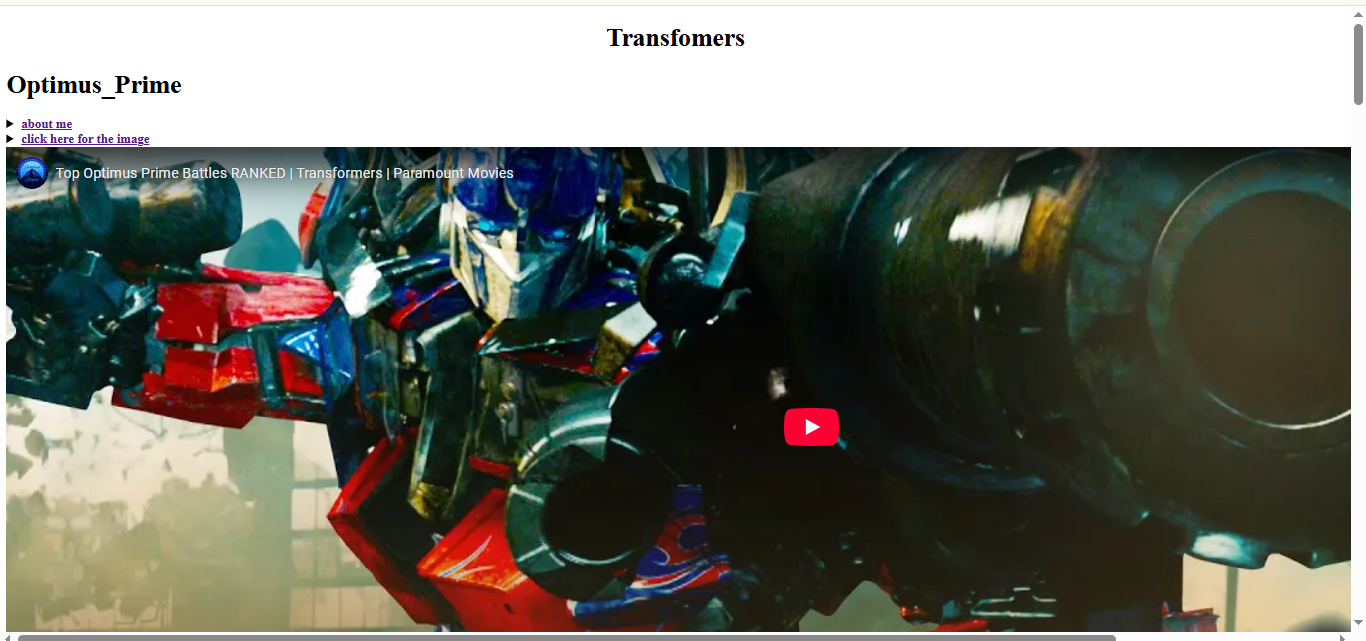 Transfomers
Optimus_Prime
about me
click here for the image
Top Optimus Prime Battles RANKED | Transformers | Paramount Movies